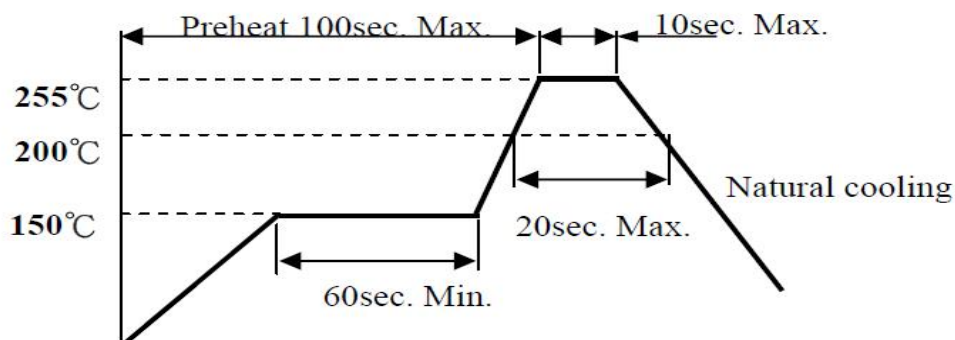 Preheat 100sec. Max.
10sec. Max.
255℃
200℃
Natural cooling
150℃
20sec. Max.
60sec. Min.